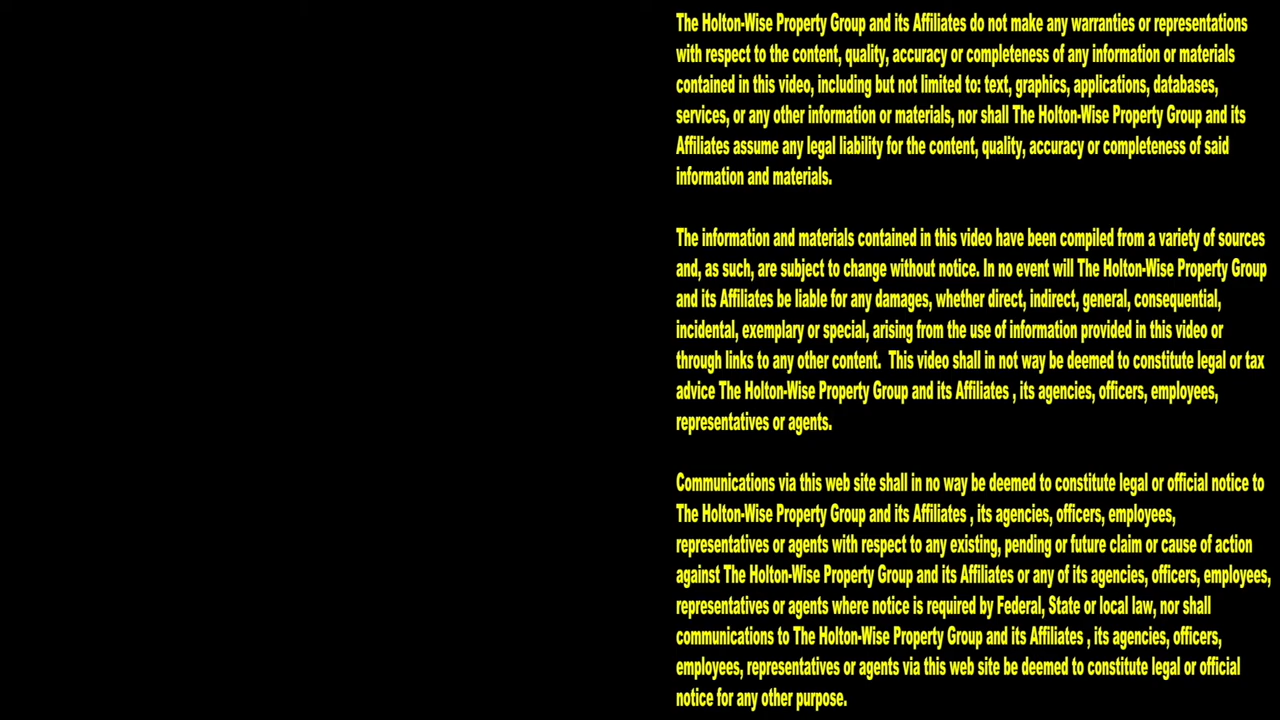 The Holton-Wise Property Group and its Affiliates do not make any warranties or representations
with respect to the content, quality, accuracy or completeness of any information or materials
contained in this video, including but not limited to: text, graphics, applications, databases,
services, or any other information or materials, nor shall The Holton-Wise Property Group and its
Affiliates assume any legal liability for the content, quality, accuracy or completeness of said
information and materials.
The information and materials contained in this video have been compiled from a variety of sources
and, as such, are subject to change without notice. In no event will The Holton-Wise Property Group
and its Affiliates be liable for any damages, whether direct, indirect, general, consequential,
incidental, exemplary or special, arising from the use of information provided in this video or
through links to any other content.  This video shall in not way be deemed to constitute legal or tax
advice The Holton-Wise Property Group and its Affiliates , its agencies, officers, employees,
representatives or agents.
Communications via this web site shall in no way be deemed to constitute legal or official notice to
The Holton-Wise Property Group and its Affiliates , its agencies, officers, employees,
representatives or agents with respect to any existing, pending or future claim or cause of action
against The Holton-Wise Property Group and its Affiliates or any of its agencies, officers, employees,
representatives or agents where notice is required by Federal, State or local law, nor shall
communications to The Holton-Wise Property Group and its Affiliates , its agencies, officers,
employees, representatives or agents via this web site be deemed to constitute legal or official
notice for any other purpose.